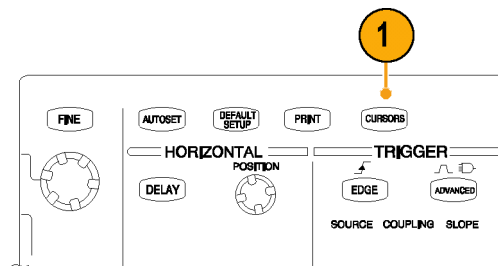 1
FINE
AUTOSET
DEFAULT
SETUP
PRINT
CURSORS
HORIZONTAL
TRIGGER
POSITION
DELAY
EDGE
ADVANCED
SOURCE COUPLING SLOPE